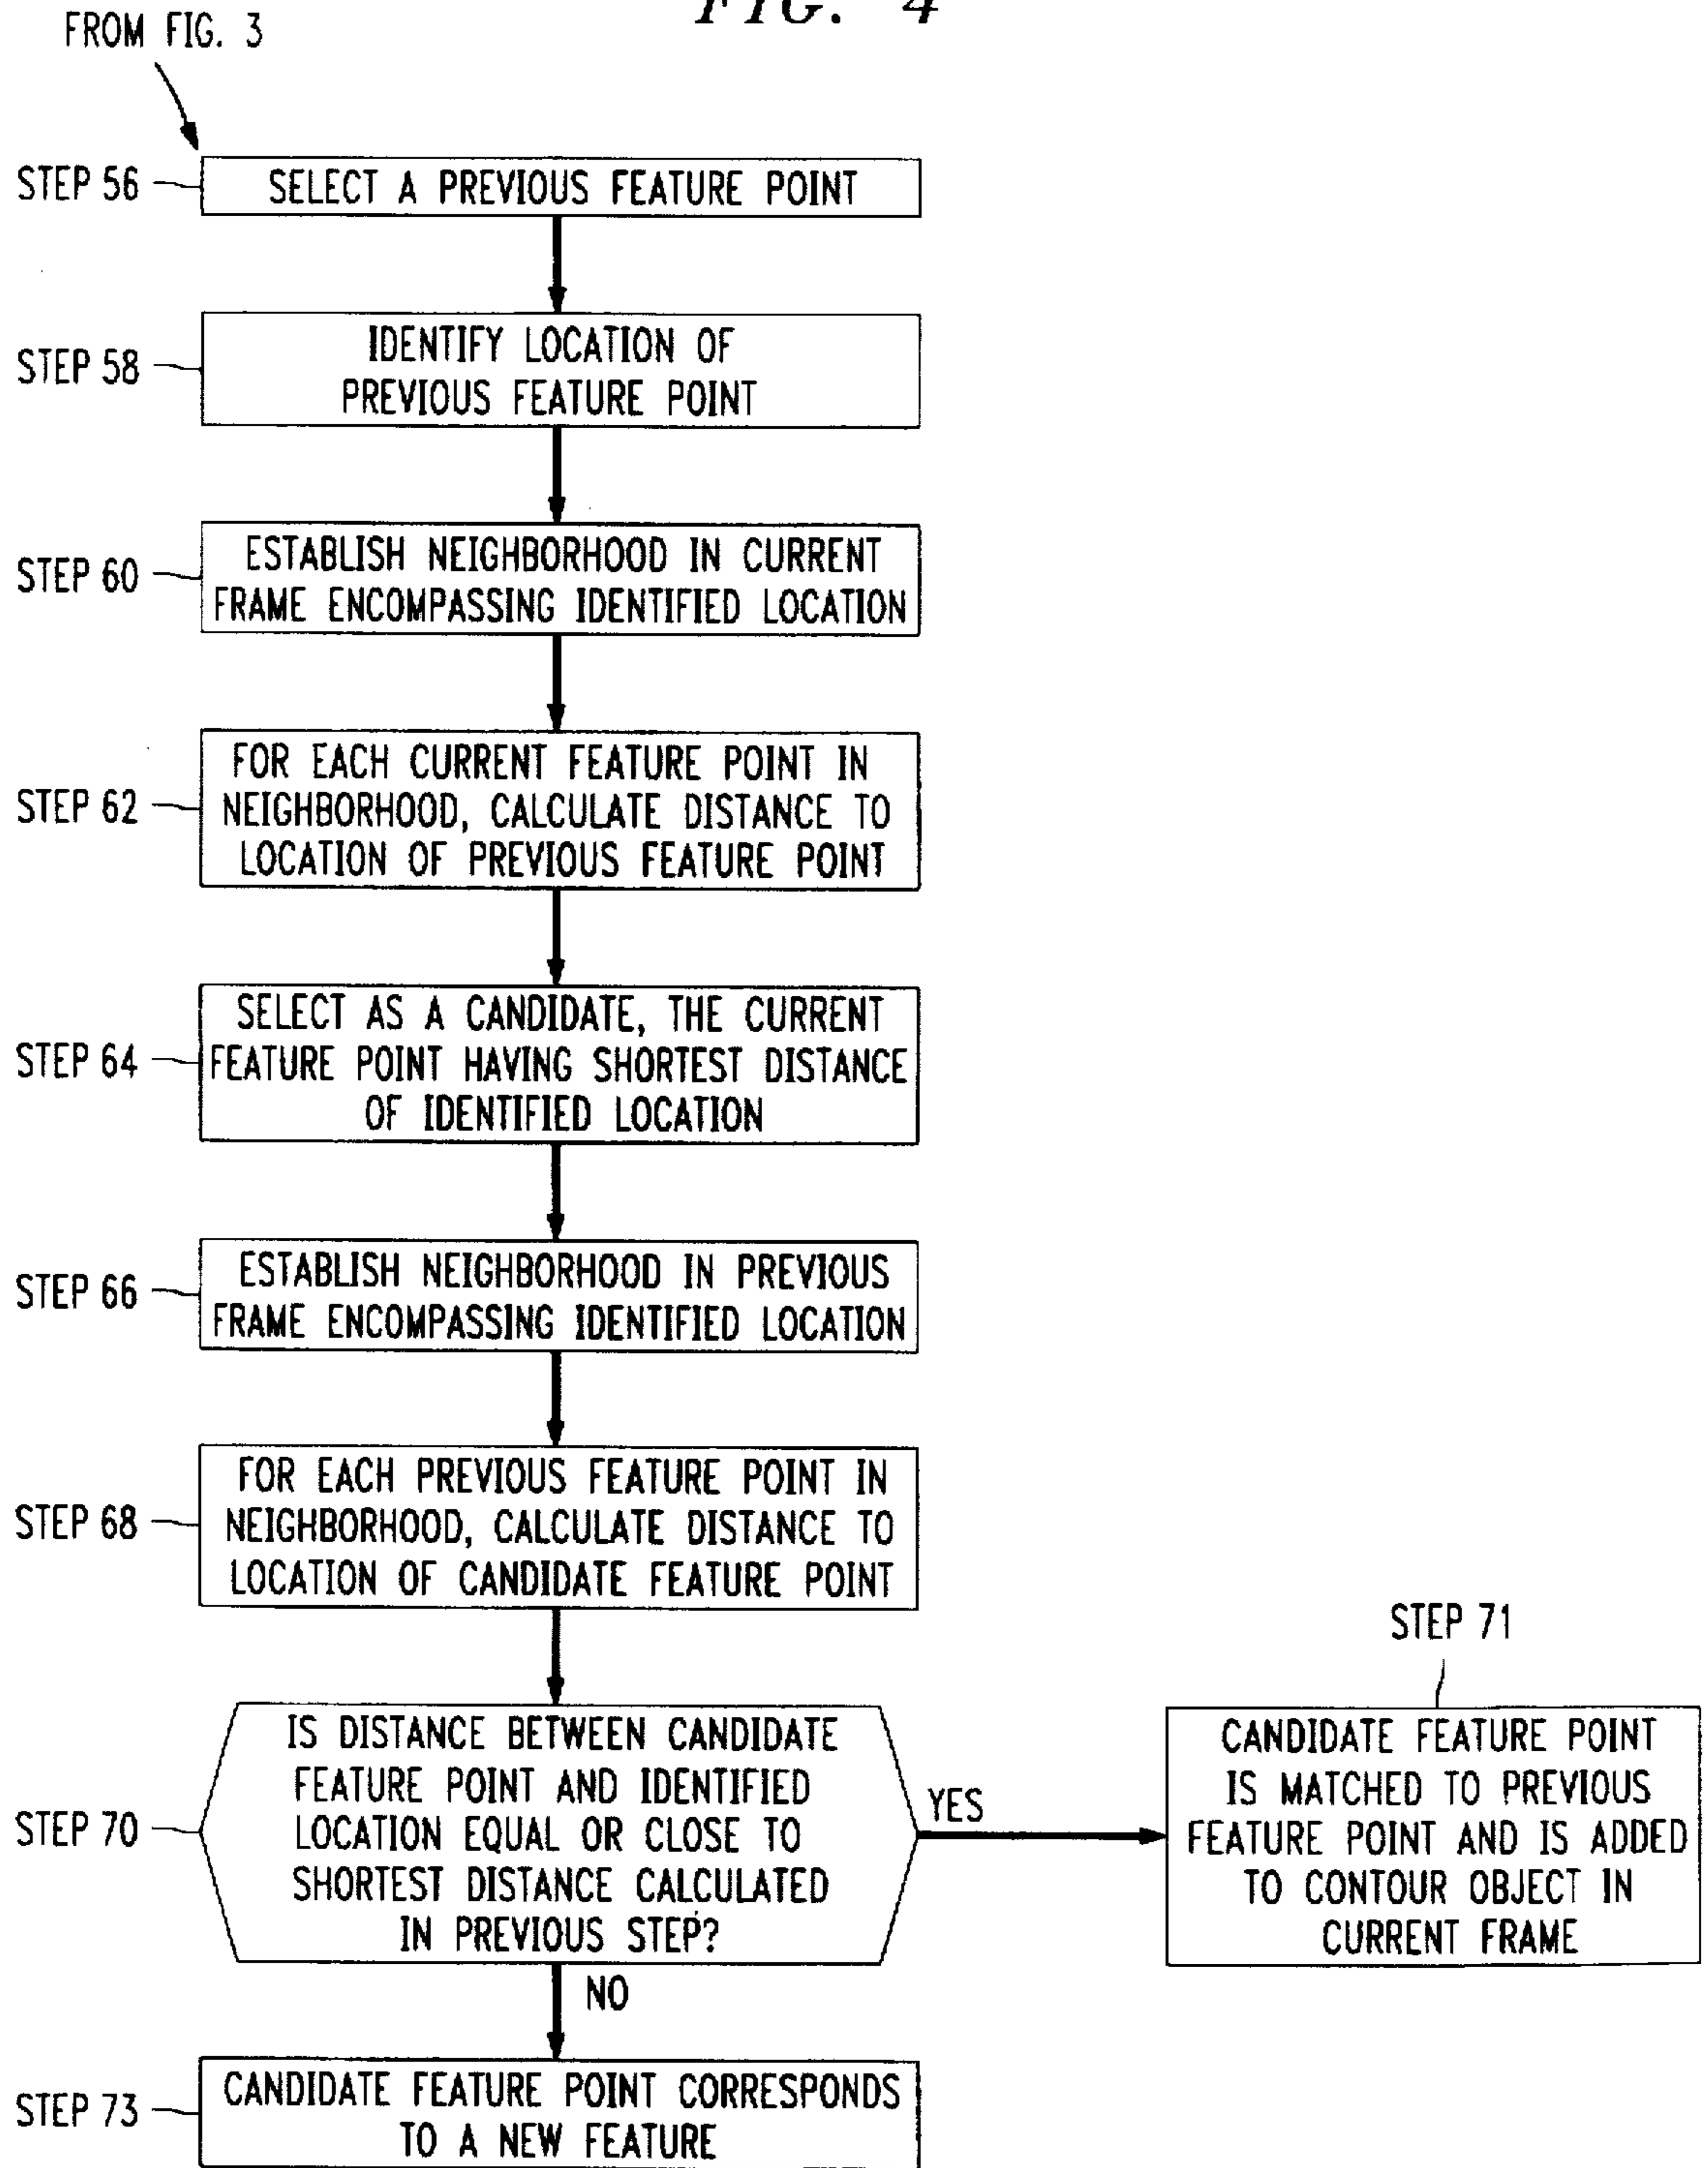 FIG. 4
FROM FIG. 3
STEP 56
SELECT A PREVIOUS FEATURE POINT
STEP 58
IDENTIFY LOCATION OF
PREVIOUS FEATURE POINT
STEP 60
ESTABLISH NEIGHBORHOOD IN CURRENT
FRAME ENCOMPASSING IDENTIFIED LOCATION
STEP 62
FOR EACH CURRENT FEATURE POINT IN
NEIGHBORHOOD, CALCULATE DISTANCE TO
LOCATION OF PREVIOUS FEATURE POINT
STEP 64
SELECT AS A CANDIDATE, THE CURRENT
FEATURE POINT HAVING SHORTEST DISTANCE
OF IDENTIFIED LOCATION
STEP 66
ESTABLISH NEIGHBORHOOD IN PREVIOUS
FRAME ENCOMPASSING IDENTIFIED LOCATION
STEP 68
FOR EACH PREVIOUS FEATURE POINT IN
NEIGHBORHOOD, CALCULATE DISTANCE TO
LOCATION OF CANDIDATE FEATURE POINT
STEP 70
IS DISTANCE BETWEEN CANDIDATE
FEATURE POINT AND IDENTIFIED
LOCATION EQUAL OR CLOSE TO
SHORTEST DISTANCE CALCULATED
IN PREVIOUS STEP?
YES
STEP 71
CANDIDATE FEATURE POINT
IS MATCHED TO PREVIOUS
FEATURE POINT AND IS ADDED
TO CONTOUR OBJECT IN
CURRENT FRAME
NO
STEP 73
CANDIDATE FEATURE POINT CORRESPONDS
TO A NEW FEATURE